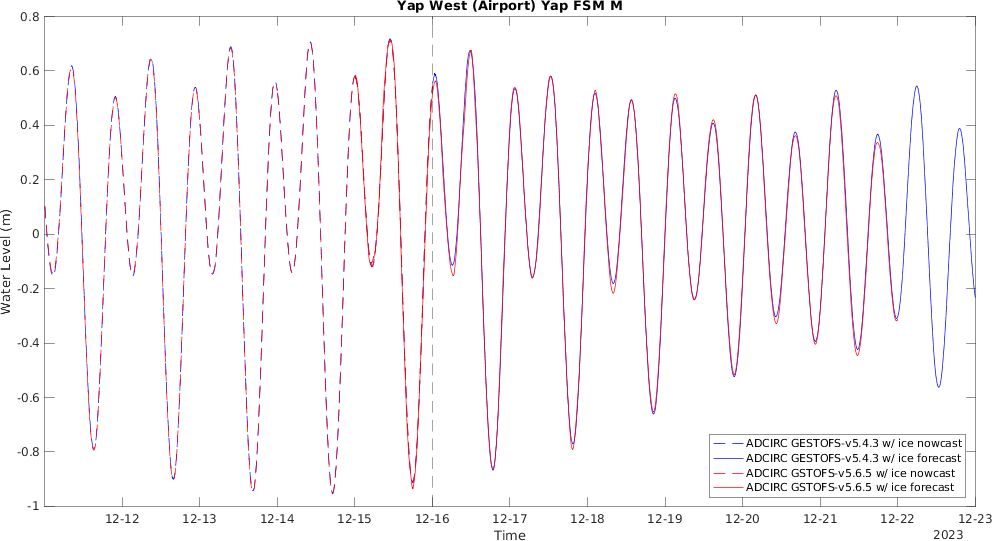 Yap West (Airport) Yap FSM M
Water Level (m)
0.8
0.6
0.4
0.2
0
-0.2
-0.4
-0.6
-0.8
-1
ADCIRC GESTOFS-v5.4.3 w/ ice nowcast
ADCIRC GESTOFS-v5.4.3 w/ ice forecast
ADCIRC GSTOFS-v5.6.5 w/ ice nowcast
ADCIRC GSTOFS-v5.6.5 w/ ice forecast
12-12 12-13 12-14 12-15 12-16 12-17 12-18 12-19 12-20 12-21 12-22 12-23
Time
2023